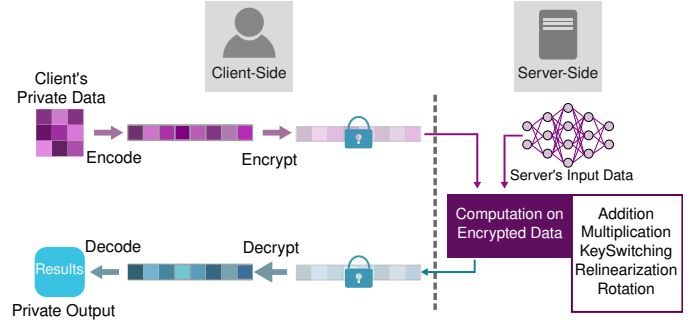 Client-Side
Server-Side
Client's
Private Data
Encode
Encrypt
Server's Input Data
Computation on
Encrypted Data
Addition
Multiplication
KeySwitching
Relinearization
Rotation
Decrypt
Decode
Results
Private Output